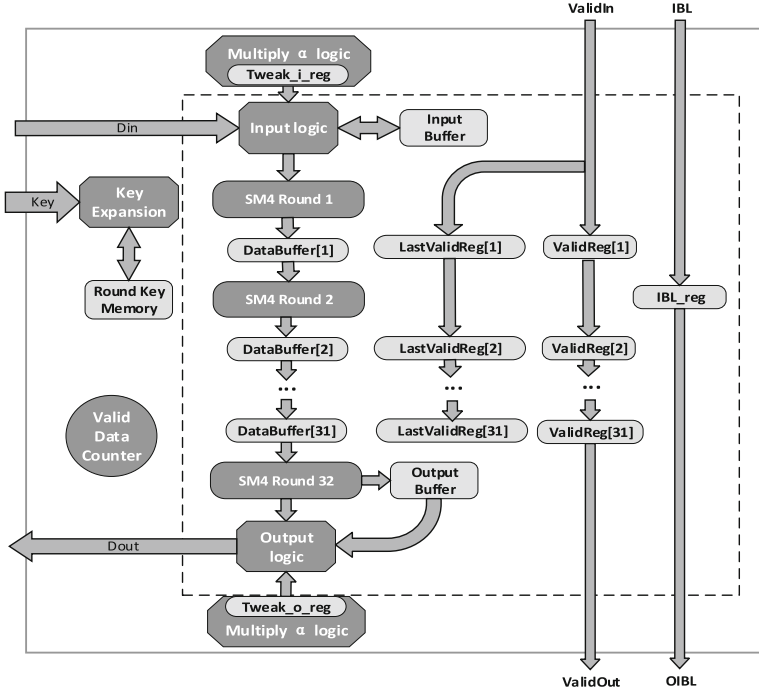 ValidIn
IBL
Multiply α logic
Tweak_i_reg
Din
Input logic
Input
Buffer
Key
Key
Expansion
SM4 Round 1
DataBuffer[1]
LastValidReg[1]
ValidReg[1]
Round Key
Memory
SM4 Round 2
IBL_reg
DataBuffer[2]
LastValidReg[2]
ValidReg[2]
...
...
...
Valid
Data
Counter
DataBuffer[31]
LastValidReg[31]
ValidReg[31]
SM4 Round 32
Output
Buffer
Dout
Output
logic
Tweak_o_reg
Multiply α logic
ValidOut
OIBL